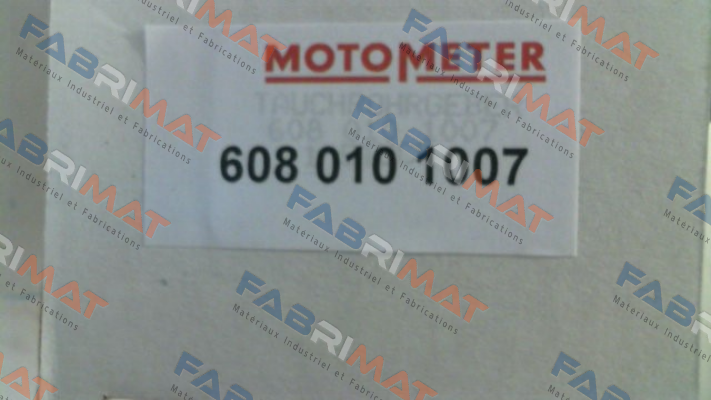 MOTOMETER
608 010 1007
FABRIMAT
Matériaux Industriel et Fabrications